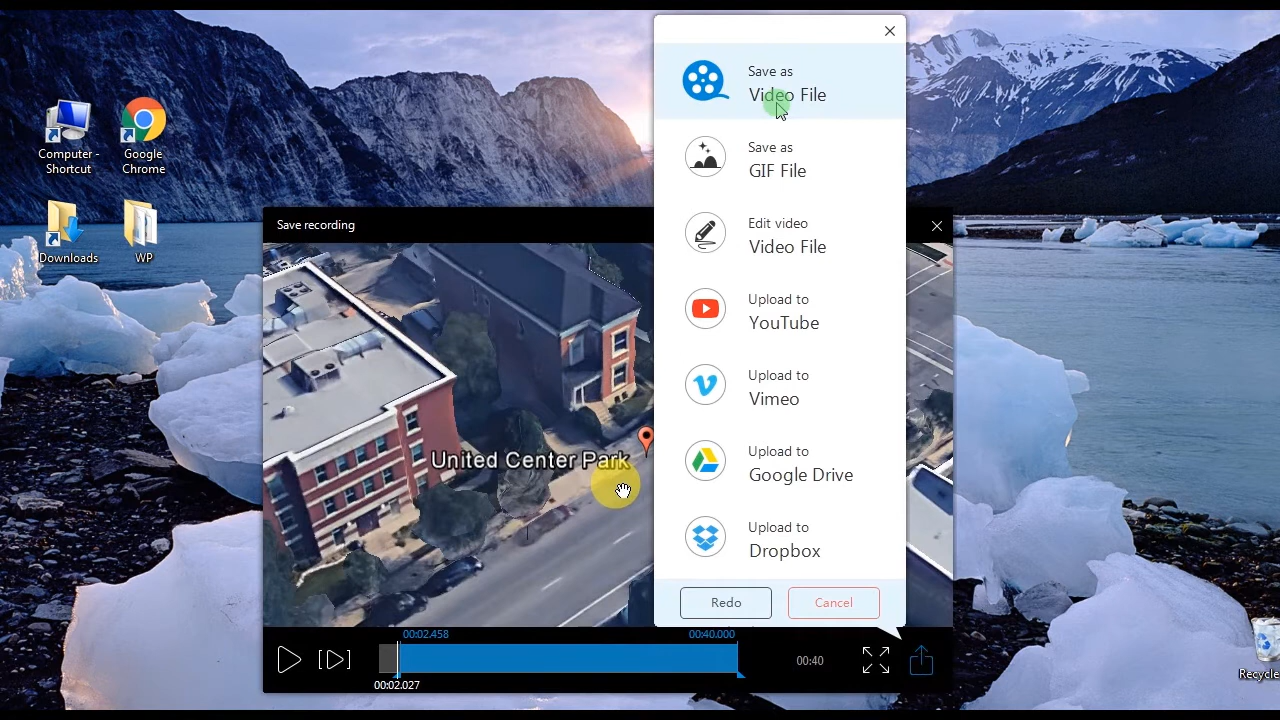 Computer -
Shortcut
Google
Chrome
Downloads
WP
Save recording
United Center Park
Save as
Video File
Save as
GIF File
Edit video
Video File
Upload to
YouTube
Upload to
Vimeo
Upload to
Google Drive
Upload to
Dropbox
Redo
Cancel
00:02.458
00:40.000
00:40
00:02.027
Recycle